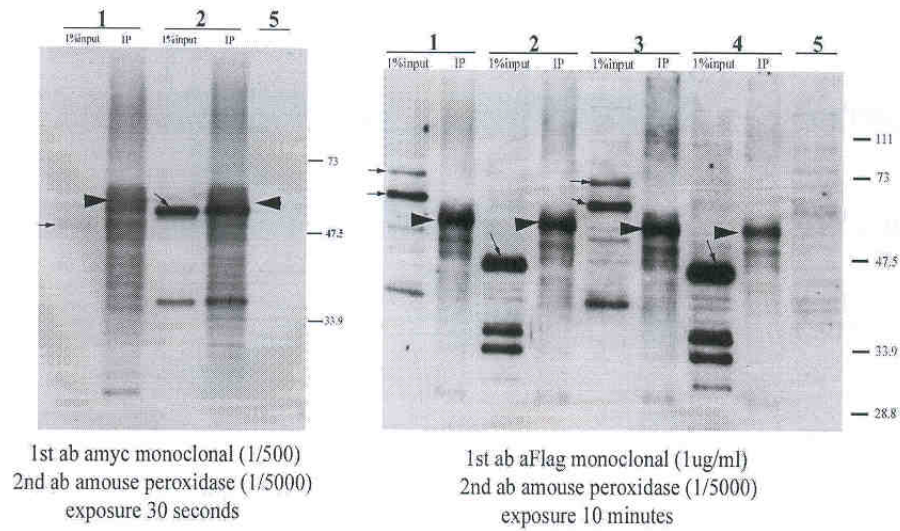 1 2 5
1%input IP 1%input IP
73
47.5
33.9
1st ab amyc monoclonal (1/500)
2nd ab amouse peroxidase (1/5000)
exposure 30 seconds
1 2 3 4 5
1%input IP 1%input IP 1%input IP 1%input IP
111
73
47.5
33.9
28.8
1st ab aFlag monoclonal (1ug/ml)
2nd ab amouse peroxidase (1/5000)
exposure 10 minutes